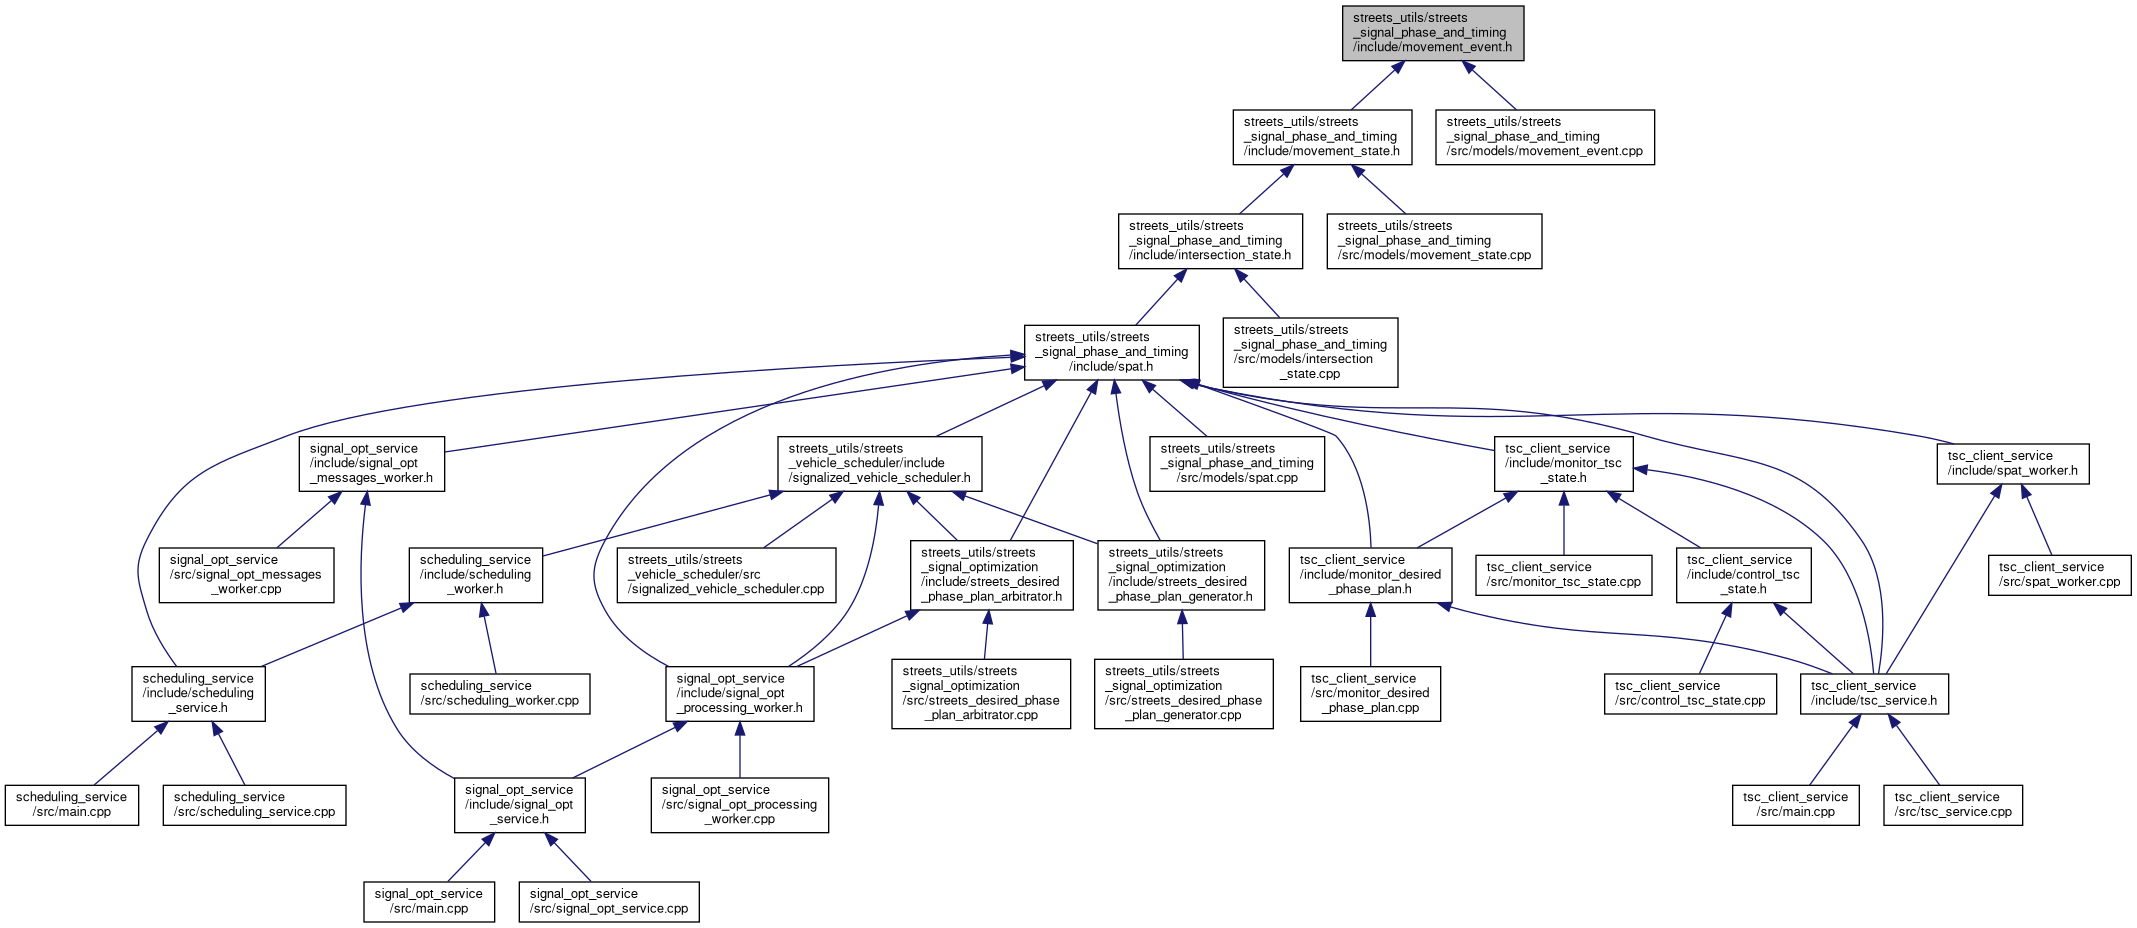 streets_utils/streets
_signal_phase_and_timing
/include/movement_event.h
streets_utils/streets
_signal_phase_and_timing
/include/movement_state.h
streets_utils/streets
_signal_phase_and_timing
/src/models/movement_event.cpp
streets_utils/streets
_signal_phase_and_timing
/include/intersection_state.h
streets_utils/streets
_signal_phase_and_timing
/src/models/movement_state.cpp
streets_utils/streets
_signal_phase_and_timing
/include/spat.h
streets_utils/streets
_signal_phase_and_timing
/src/models/intersection
_state.cpp
signal_opt_service
/include/signal_opt
_messages_worker.h
streets_utils/streets
_vehicle_scheduler/include
/signalized_vehicle_scheduler.h
streets_utils/streets
_signal_phase_and_timing
/src/models/spat.cpp
tsc_client_service
/include/monitor_tsc
_state.h
tsc_client_service
/include/spat_worker.h
signal_opt_service
/src/signal_opt_messages
_worker.cpp
scheduling_service
/include/scheduling
_worker.h
streets_utils/streets
_vehicle_scheduler/src
/signalized_vehicle_scheduler.cpp
streets_utils/streets
_signal_optimization
/include/streets_desired
_phase_plan_arbitrator.h
streets_utils/streets
_signal_optimization
/include/streets_desired
_phase_plan_generator.h
tsc_client_service
/include/monitor_desired
_phase_plan.h
tsc_client_service
/src/monitor_tsc_state.cpp
tsc_client_service
/include/control_tsc
_state.h
tsc_client_service
/src/spat_worker.cpp
scheduling_service
/include/scheduling
_service.h
scheduling_service
/src/scheduling_worker.cpp
signal_opt_service
/include/signal_opt
_processing_worker.h
streets_utils/streets
_signal_optimization
/src/streets_desired_phase
_plan_arbitrator.cpp
streets_utils/streets
_signal_optimization
/src/streets_desired_phase
_plan_generator.cpp
tsc_client_service
/src/monitor_desired
_phase_plan.cpp
tsc_client_service
/src/control_tsc_state.cpp
tsc_client_service
/include/tsc_service.h
scheduling_service
/src/main.cpp
scheduling_service
/src/scheduling_service.cpp
signal_opt_service
/include/signal_opt
_service.h
signal_opt_service
/src/signal_opt_processing
_worker.cpp
tsc_client_service
/src/main.cpp
tsc_client_service
/src/tsc_service.cpp
signal_opt_service
/src/main.cpp
signal_opt_service
/src/signal_opt_service.cpp